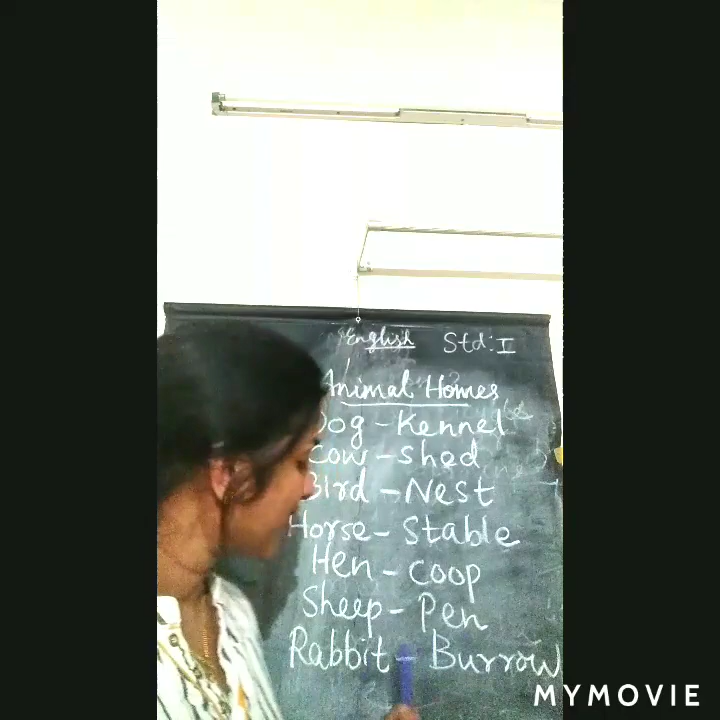 English Std: II
Animal Homes
Dog - Kennel
Cow - shed
Bird - Nest
Horse - Stable
Hen - coop
Sheep - Pen
Rabbit - Burrow
MYMOVIE